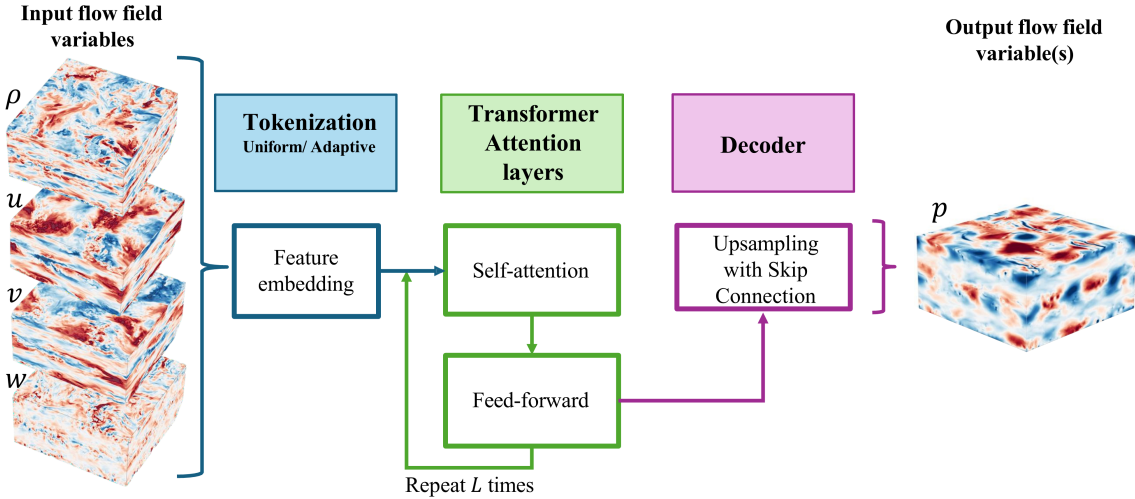 Input flow field
variables
ρ
u
v
w
Tokenization
Uniform/ Adaptive
Feature
embedding
Transformer
Attention
layers
Self-attention
Feed-forward
Repeat L times
Decoder
Upsampling
with Skip
Connection
Output flow field
variable(s)
p